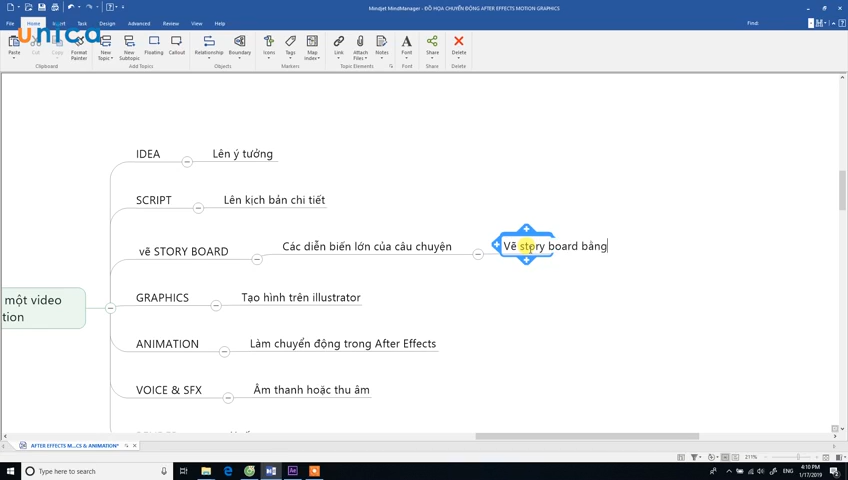 Mindjet MindManager - ĐỒ HỌA CHUYỂN ĐỘNG AFTER EFFECTS MOTION GRAPHICS
File Home Insert Task Design Advanced Review View Help Find:
unica
Paste Cut Copy Format Painter New Topic New Subtopic Floating Callout Relationship Boundary Icons Tags Map Index Link Attach Files Notes Font Share Delete
Clipboard Add Topics Objects Markers Topic Elements Font Share Delete
IDEA Lên ý tưởng
SCRIPT Lên kịch bản chi tiết
vẽ STORY BOARD Các diễn biến lớn của câu chuyện Vẽ story board bằng
một video
tion
GRAPHICS Tạo hình trên illustrator
ANIMATION Làm chuyển động trong After Effects
VOICE & SFX Âm thanh hoặc thu âm
AFTER EFFECTS M...CS & ANIMATION*
211%
Type here to search
ENG
4:10 PM
1/17/2019